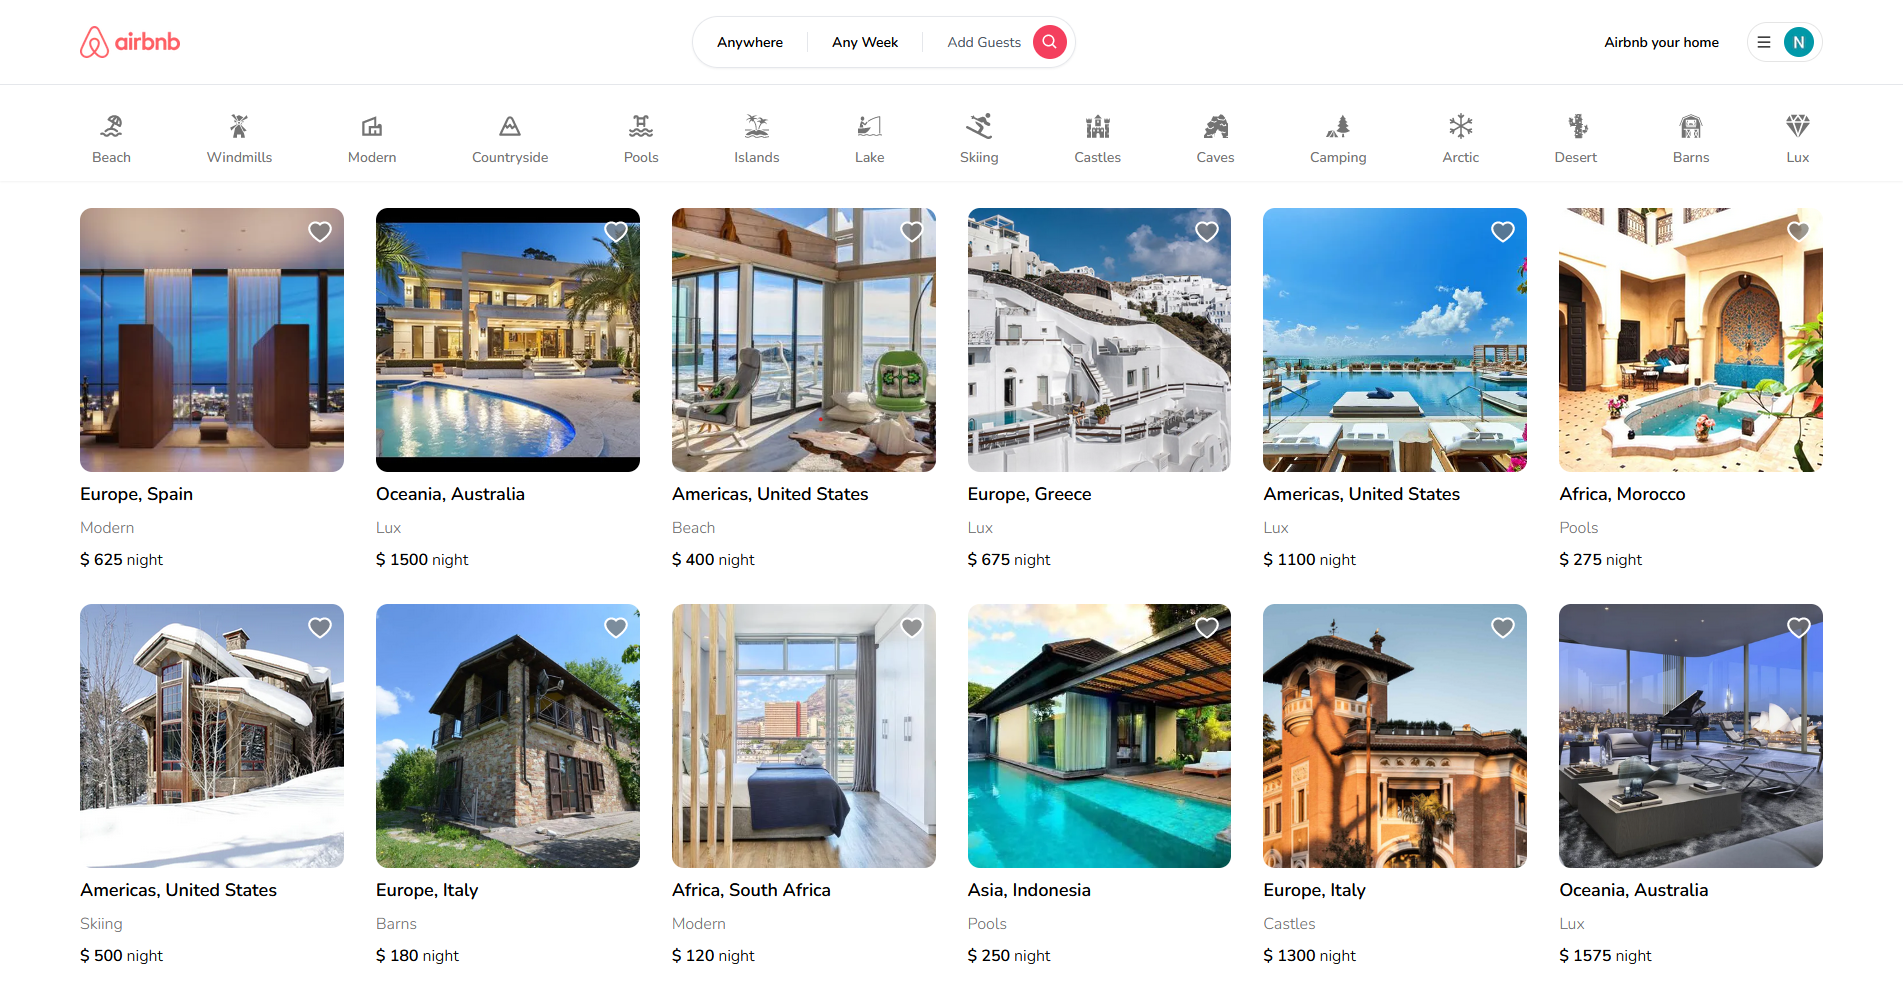 airbnb
Anywhere
Any Week
Add Guests
Airbnb your home
N
Beach
Windmills
Modern
Countryside
Pools
Islands
Lake
Skiing
Castles
Caves
Camping
Arctic
Desert
Barns
Lux
Europe, Spain
Modern
$ 625 night
Oceania, Australia
Lux
$ 1500 night
Americas, United States
Beach
$ 400 night
Europe, Greece
Lux
$ 675 night
Americas, United States
Lux
$ 1100 night
Africa, Morocco
Pools
$ 275 night
Americas, United States
Skiing
$ 500 night
Europe, Italy
Barns
$ 180 night
Africa, South Africa
Modern
$ 120 night
Asia, Indonesia
Pools
$ 250 night
Europe, Italy
Castles
$ 1300 night
Oceania, Australia
Lux
$ 1575 night